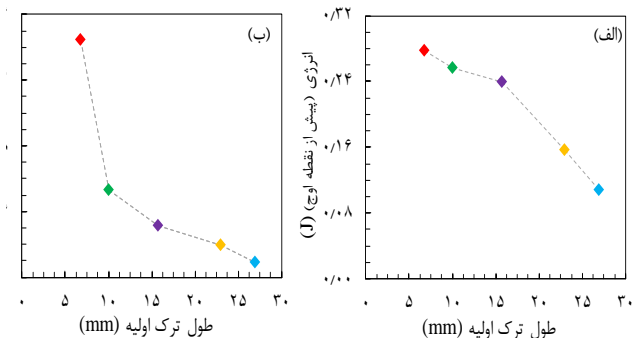 (الف)
انرژی (پیش از نقطه اوج) (J)
۰/۳۲
۰/۲۴
۰/۱۶
۰/۰۸
۰/۰۰
۰ ۵ ۱۰ ۱۵ ۲۰ ۲۵ ۳۰
طول ترک اولیه (mm)
(ب)
۰ ۵ ۱۰ ۱۵ ۲۰ ۲۵ ۳۰
طول ترک اولیه (mm)